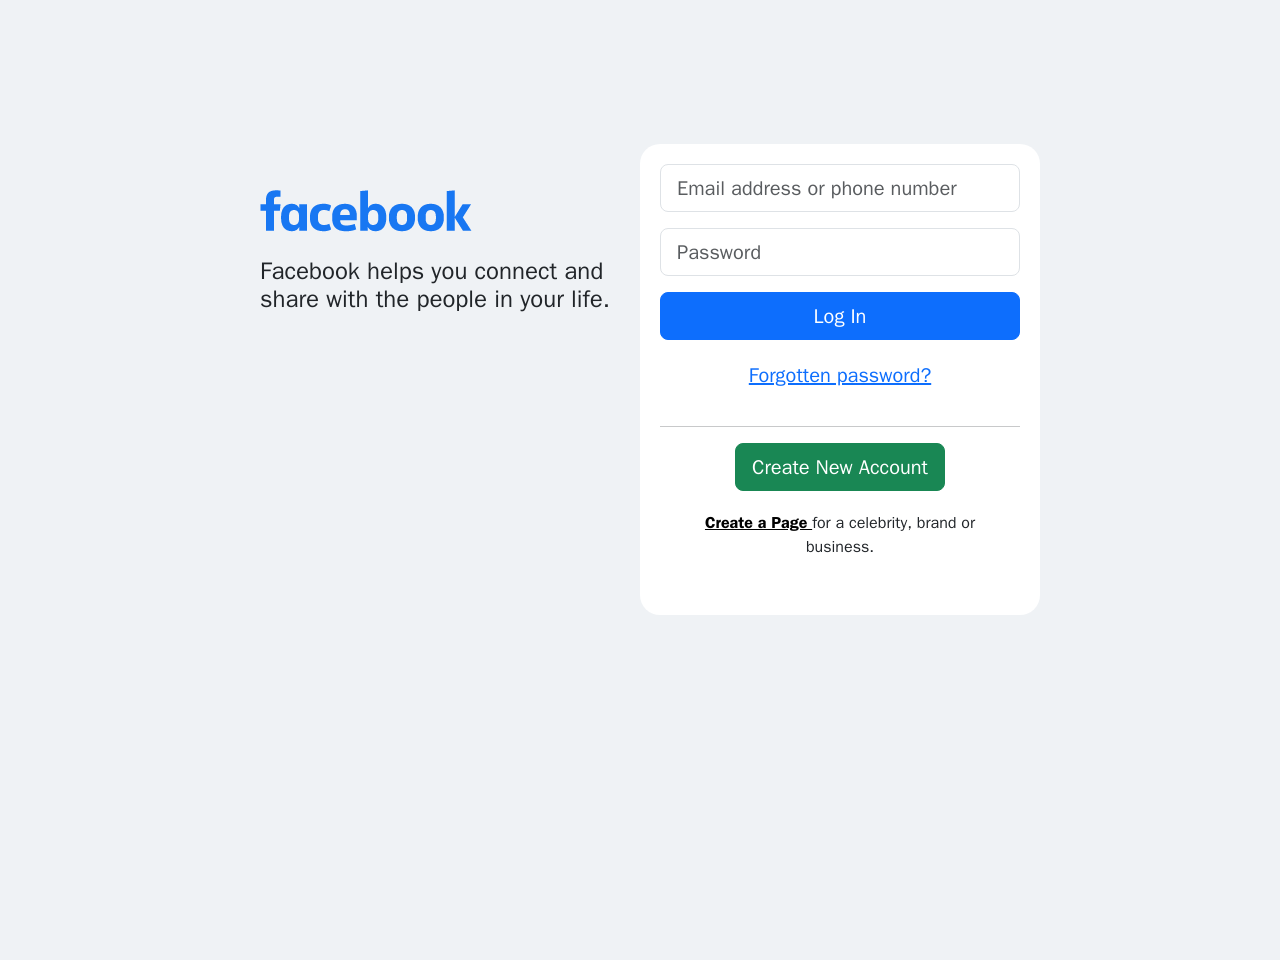 facebook
Facebook helps you connect and
share with the people in your life.
Email address or phone number
Password
Log In
Forgotten password?
Create New Account
Create a Page for a celebrity, brand or
business.